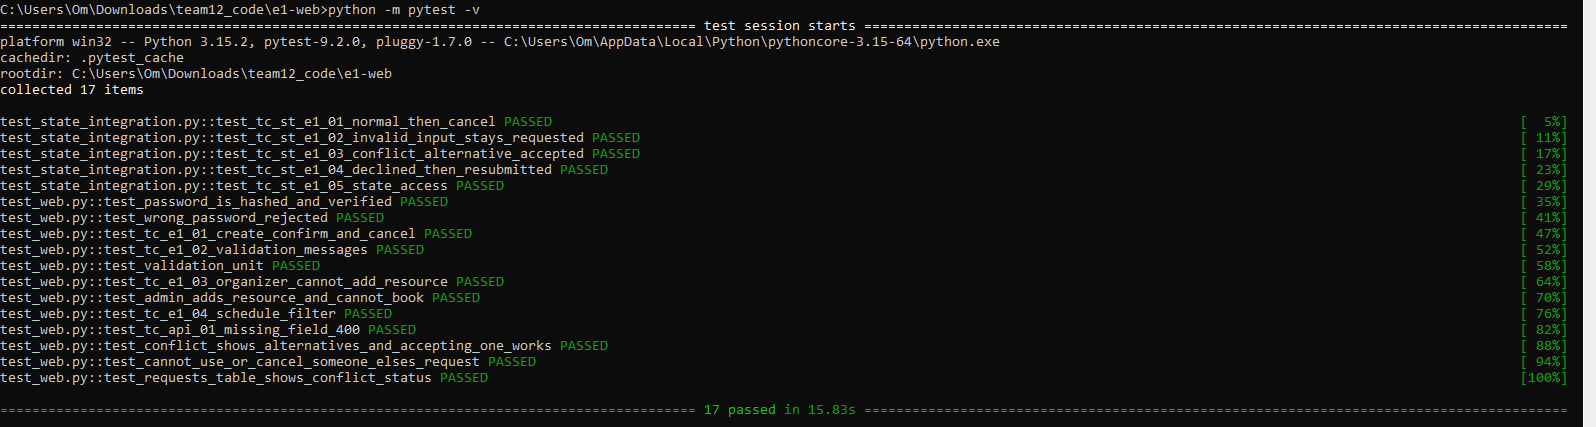 C:\Users\Om\Downloads\team12_code\e1-web>python -m pytest -v
======================================================================================= test session starts ========================================================================================
platform win32 -- Python 3.15.2, pytest-9.2.0, pluggy-1.7.0 -- C:\Users\Om\AppData\Local\Python\pythoncore-3.15-64\python.exe
cachedir: .pytest_cache
rootdir: C:\Users\Om\Downloads\team12_code\e1-web
collected 17 items
test_state_integration.py::test_tc_st_e1_01_normal_then_cancel PASSED [  5%]
test_state_integration.py::test_tc_st_e1_02_invalid_input_stays_requested PASSED [ 11%]
test_state_integration.py::test_tc_st_e1_03_conflict_alternative_accepted PASSED [ 17%]
test_state_integration.py::test_tc_st_e1_04_declined_then_resubmitted PASSED [ 23%]
test_state_integration.py::test_tc_st_e1_05_state_access PASSED [ 29%]
test_web.py::test_password_is_hashed_and_verified PASSED [ 35%]
test_web.py::test_wrong_password_rejected PASSED [ 41%]
test_web.py::test_tc_e1_01_create_confirm_and_cancel PASSED [ 47%]
test_web.py::test_tc_e1_02_validation_messages PASSED [ 52%]
test_web.py::test_validation_unit PASSED [ 58%]
test_web.py::test_tc_e1_03_organizer_cannot_add_resource PASSED [ 64%]
test_web.py::test_admin_adds_resource_and_cannot_book PASSED [ 70%]
test_web.py::test_tc_e1_04_schedule_filter PASSED [ 76%]
test_web.py::test_tc_api_01_missing_field_400 PASSED [ 82%]
test_web.py::test_conflict_shows_alternatives_and_accepting_one_works PASSED [ 88%]
test_web.py::test_cannot_use_or_cancel_someone_elses_request PASSED [ 94%]
test_web.py::test_requests_table_shows_conflict_status PASSED [100%]
======================================================================================= 17 passed in 15.83s ========================================================================================